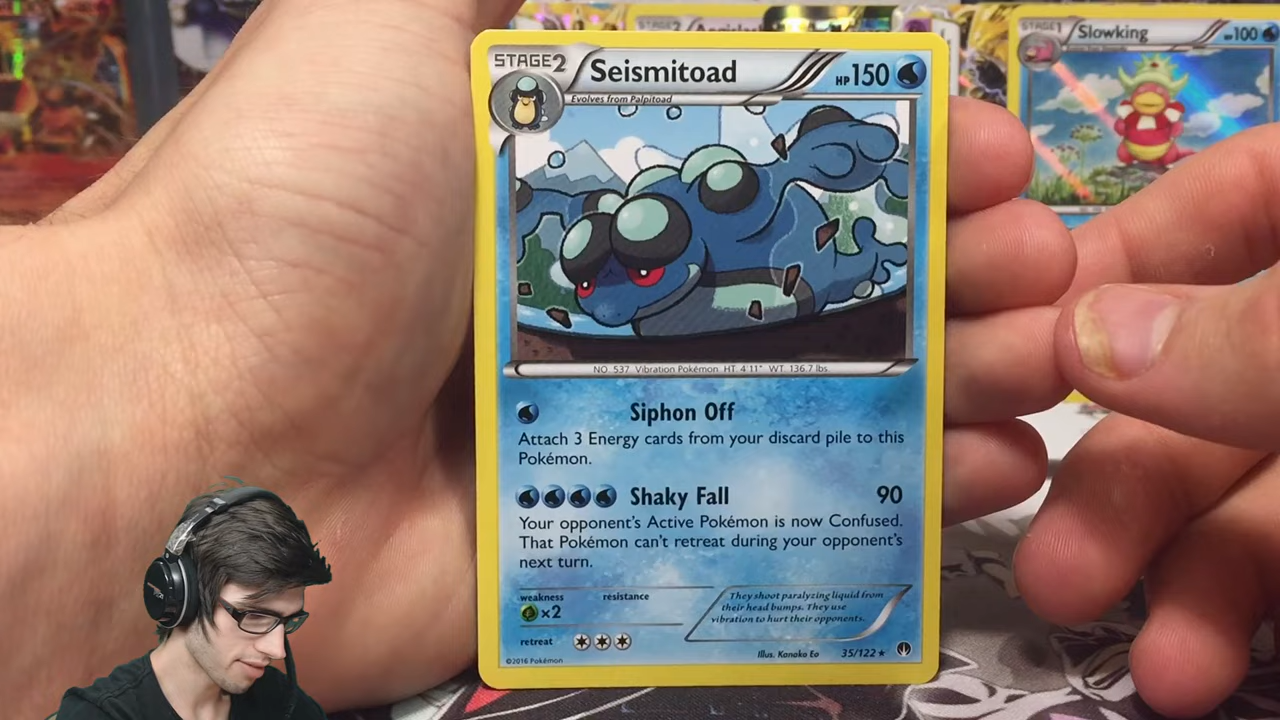 STAGE2 Seismitoad HP150
Evolves from Palpitoad
NO. 537 Vibration Pokémon HT: 4'11" WT: 136.7 lbs.
Siphon Off
Attach 3 Energy cards from your discard pile to this
Pokémon.
Shaky Fall 90
Your opponent's Active Pokémon is now Confused.
That Pokémon can't retreat during your opponent's
next turn.
weakness resistance
×2
They shoot paralyzing liquid from
their head bumps. They use
vibration to hurt their opponents.
retreat
©2016 Pokémon
Illus. Kanako Eo 35/122 ★
STAGE1 Slowking HP100
STAGE2